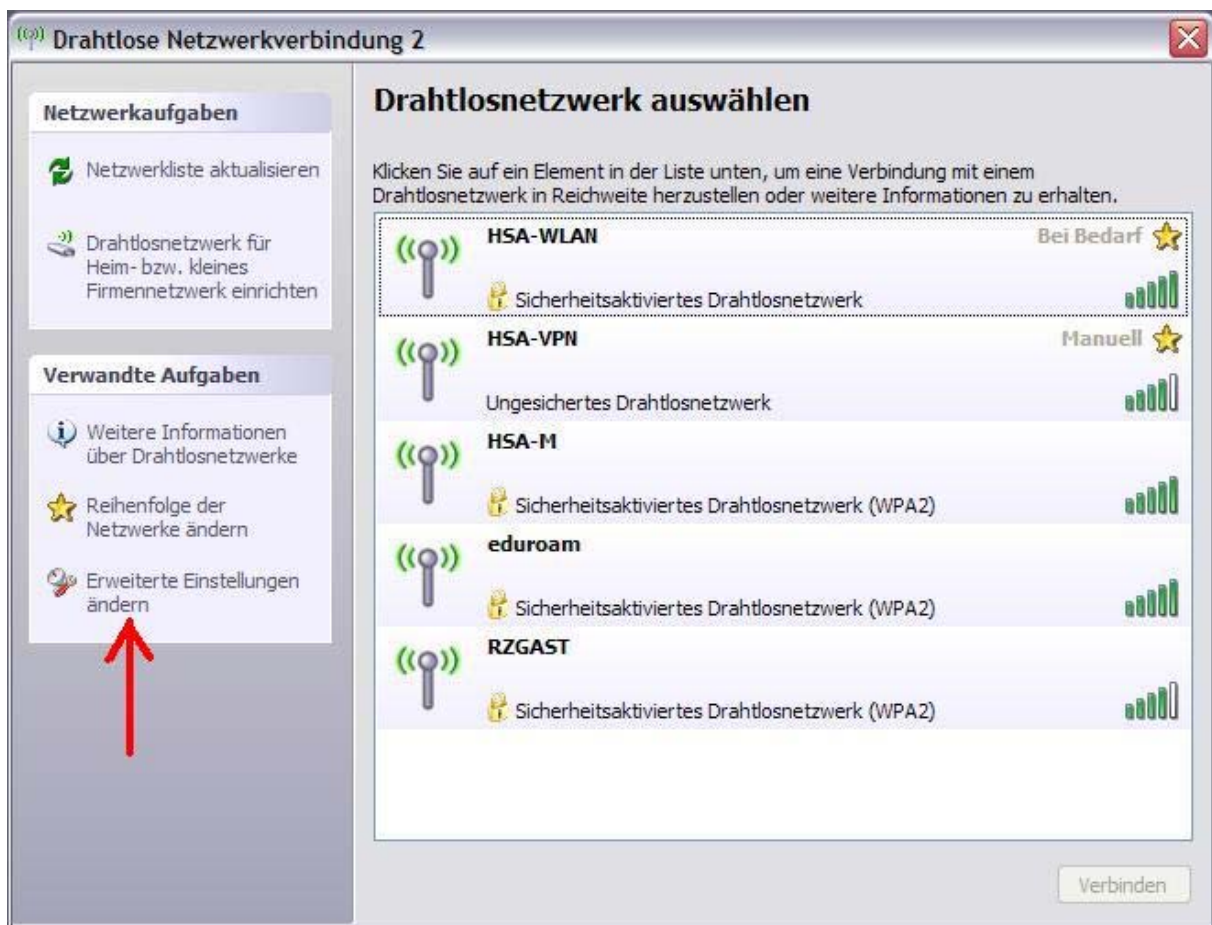 Drahtlose Netzwerkverbindung 2
Netzwerkaufgaben
Netzwerkliste aktualisieren
Drahtlosnetzwerk für
Heim- bzw. kleines
Firmennetzwerk einrichten
Verwandte Aufgaben
Weitere Informationen
über Drahtlosnetzwerke
Reihenfolge der
Netzwerke ändern
Erweiterte Einstellungen
ändern
Drahtlosnetzwerk auswählen
Klicken Sie auf ein Element in der Liste unten, um eine Verbindung mit einem
Drahtlosnetzwerk in Reichweite herzustellen oder weitere Informationen zu erhalten.
HSA-WLAN Bei Bedarf
Sicherheitsaktiviertes Drahtlosnetzwerk
HSA-VPN Manuell
Ungesichertes Drahtlosnetzwerk
HSA-M
Sicherheitsaktiviertes Drahtlosnetzwerk (WPA2)
eduroam
Sicherheitsaktiviertes Drahtlosnetzwerk (WPA2)
RZGAST
Sicherheitsaktiviertes Drahtlosnetzwerk (WPA2)
Verbinden